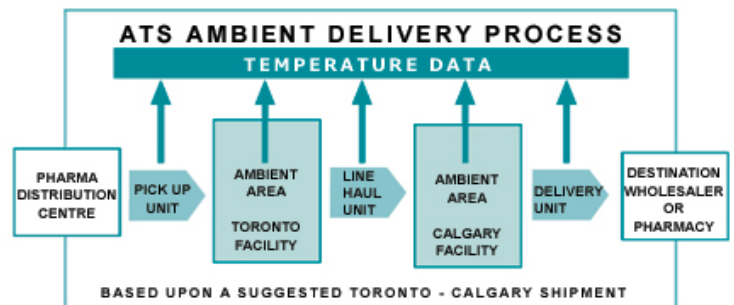 ATS AMBIENT DELIVERY PROCESS
TEMPERATURE DATA
PHARMA
DISTRIBUTION
CENTRE
PICK UP
UNIT
AMBIENT
AREA
TORONTO
FACILITY
LINE
HAUL
UNIT
AMBIENT
AREA
CALGARY
FACILITY
DELIVERY
UNIT
DESTINATION
WHOLESALER
OR
PHARMACY
BASED UPON A SUGGESTED TORONTO - CALGARY SHIPMENT